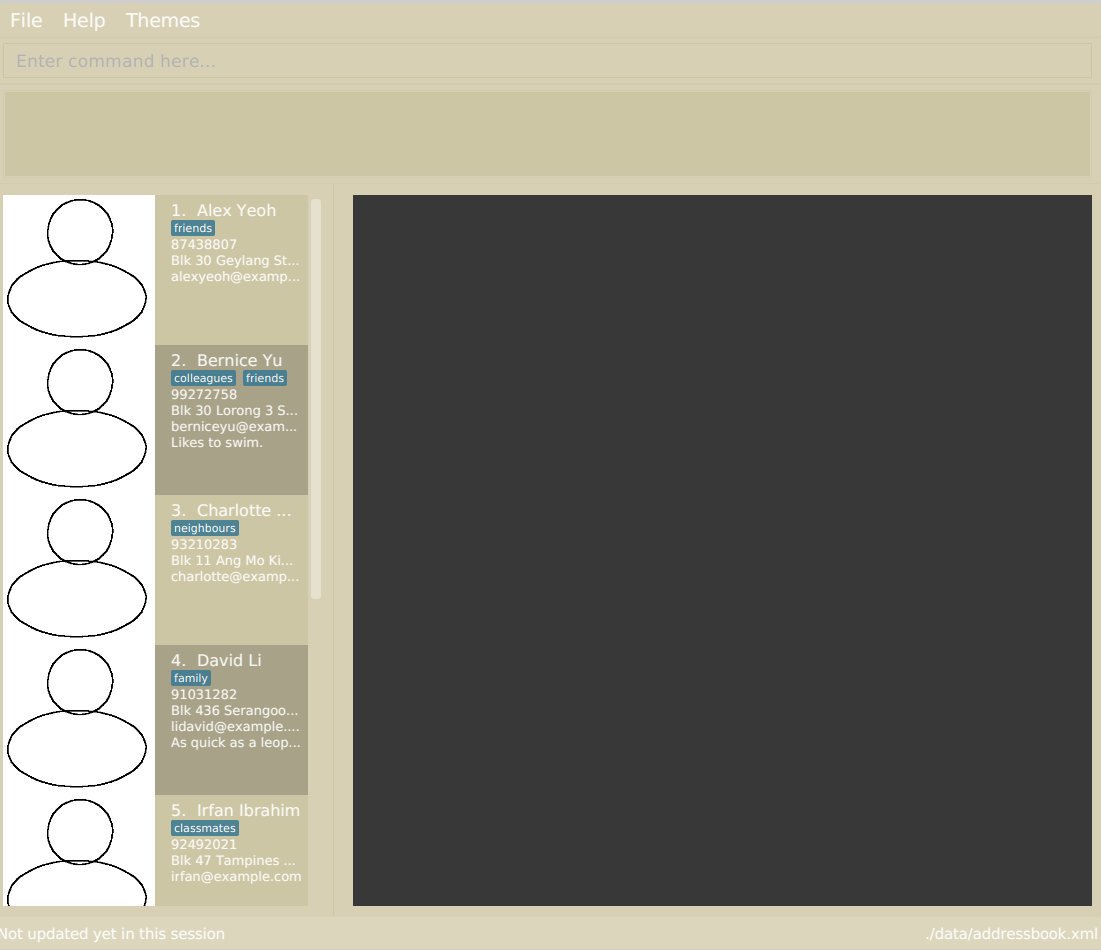 File Help Themes
Enter command here...
1. Alex Yeoh
friends
87438807
Blk 30 Geylang St...
alexyeoh@examp...
2. Bernice Yu
colleagues friends
99272758
Blk 30 Lorong 3 S...
berniceyu@exam...
Likes to swim.
3. Charlotte ...
neighbours
93210283
Blk 11 Ang Mo Ki...
charlotte@examp...
4. David Li
family
91031282
Blk 436 Serangoo...
lidavid@example....
As quick as a leop...
5. Irfan Ibrahim
classmates
92492021
Blk 47 Tampines ...
irfan@example.com
Not updated yet in this session
./data/addressbook.xml